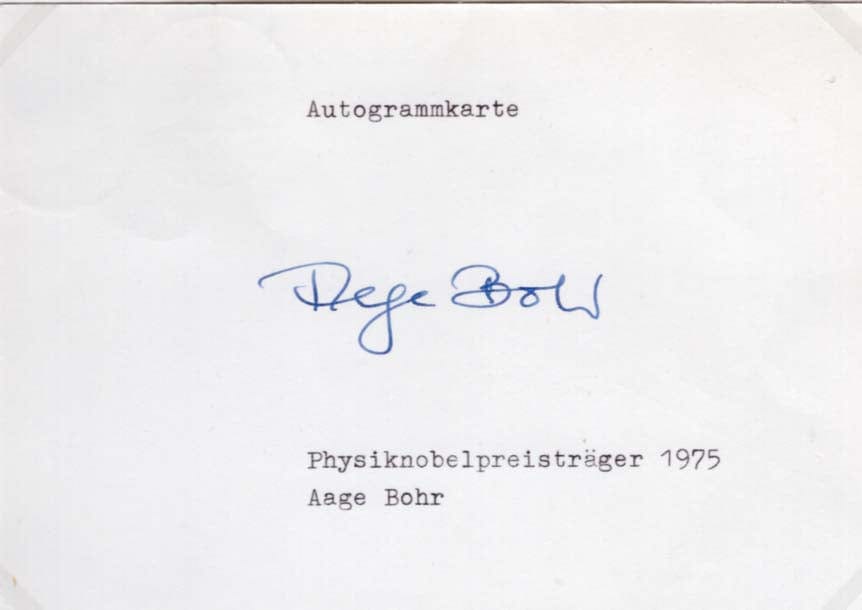 Autogrammkarte
Aage Bohr
Physiknobelpreisträger 1975
Aage Bohr